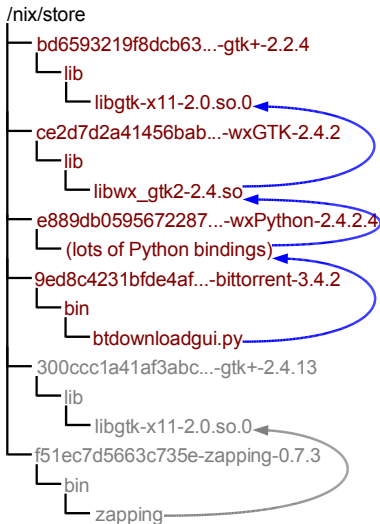 /nix/store
bd6593219f8dcb63...-gtk+-2.2.4
lib
libgtk-x11-2.0.so.0
ce2d7d2a41456bab...-wxGTK-2.4.2
lib
libwx_gtk2-2.4.so
e889db0595672287...-wxPython-2.4.2.4
(lots of Python bindings)
9ed8c4231bfde4af...-bittorrent-3.4.2
bin
btdownloadgui.py
300ccc1a41af3abc...-gtk+-2.4.13
lib
libgtk-x11-2.0.so.0
f51ec7d5663c735e-zapping-0.7.3
bin
zapping